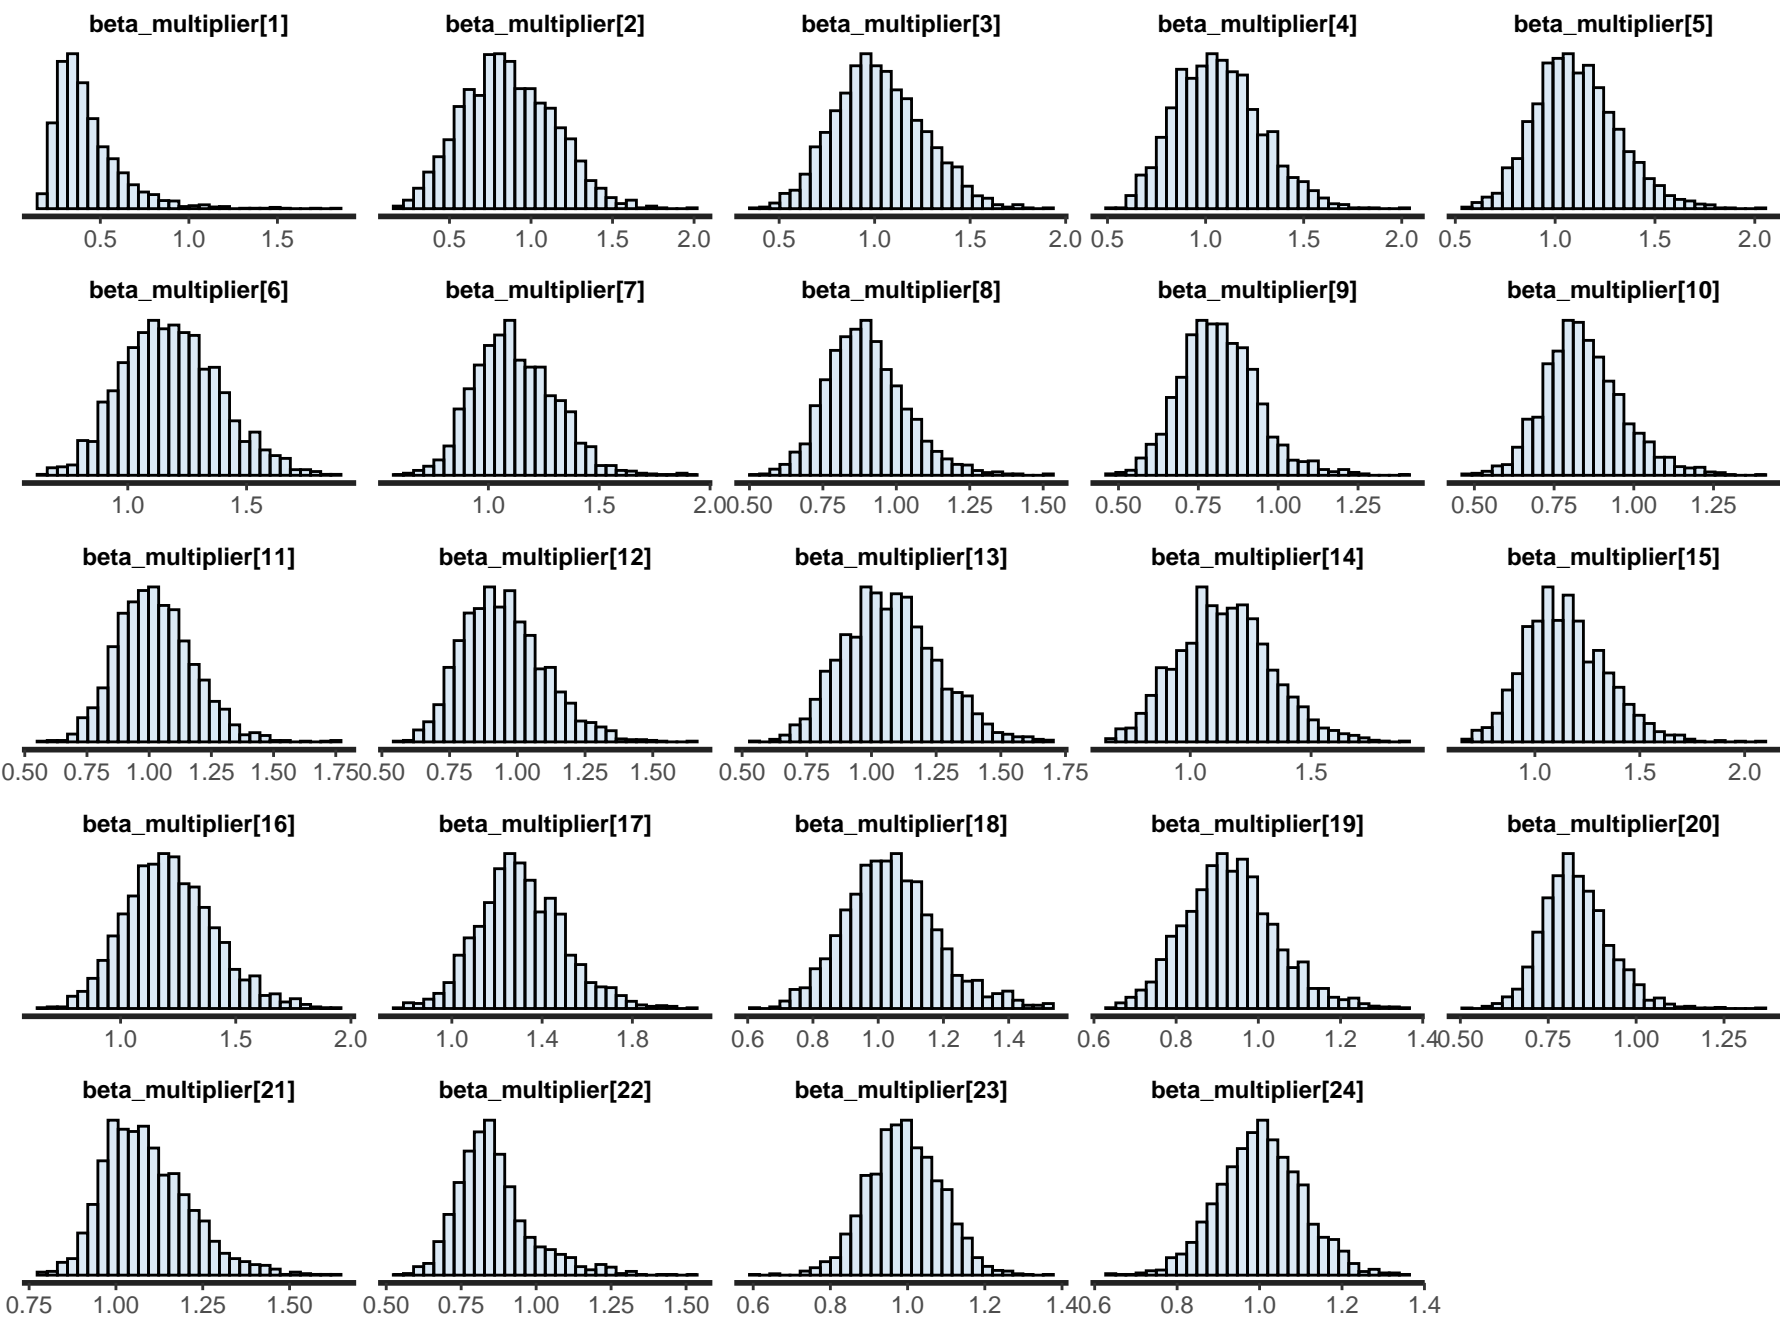 beta_multiplier[1] beta_multiplier[2] beta_multiplier[3] beta_multiplier[4] beta_multiplier[5]
0.5 1.0 1.5 0.5 1.0 1.5 2.0 0.5 1.0 1.5 2.0 0.5 1.0 1.5 2.0 0.5 1.0 1.5 2.0
beta_multiplier[6] beta_multiplier[7] beta_multiplier[8] beta_multiplier[9] beta_multiplier[10]
1.0 1.5 1.0 1.5 2.0 0.50 0.75 1.00 1.25 1.50 0.50 0.75 1.00 1.25 0.50 0.75 1.00 1.25
beta_multiplier[11] beta_multiplier[12] beta_multiplier[13] beta_multiplier[14] beta_multiplier[15]
0.50 0.75 1.00 1.25 1.50 1.75 0.50 0.75 1.00 1.25 1.50 0.50 0.75 1.00 1.25 1.50 1.75 1.0 1.5 1.0 1.5 2.0
beta_multiplier[16] beta_multiplier[17] beta_multiplier[18] beta_multiplier[19] beta_multiplier[20]
1.0 1.5 2.0 1.0 1.4 1.8 0.6 0.8 1.0 1.2 1.4 0.6 0.8 1.0 1.2 1.4 0.50 0.75 1.00 1.25
beta_multiplier[21] beta_multiplier[22] beta_multiplier[23] beta_multiplier[24]
0.75 1.00 1.25 1.50 0.50 0.75 1.00 1.25 1.50 0.6 0.8 1.0 1.2 1.4 0.6 0.8 1.0 1.2 1.4